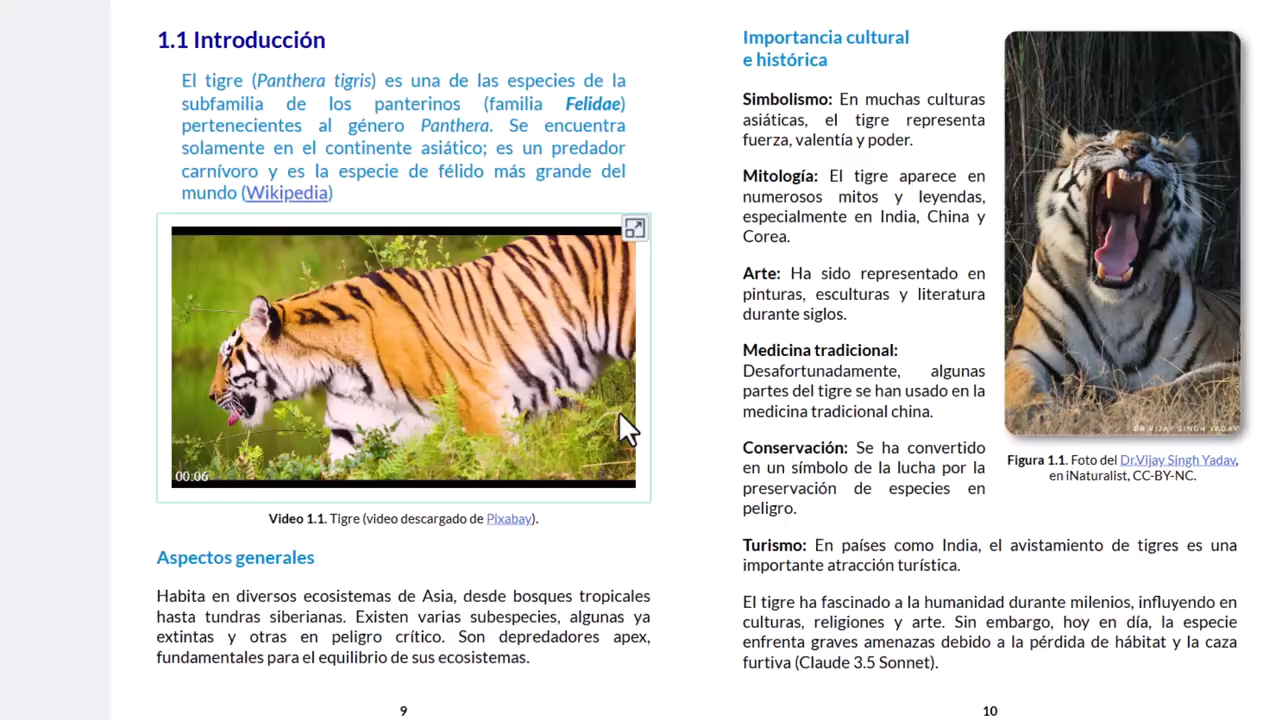 1.1 Introducción
El tigre (Panthera tigris) es una de las especies de la
subfamilia de los panterinos (familia Felidae)
pertenecientes al género Panthera. Se encuentra
solamente en el continente asiático; es un predador
carnívoro y es la especie de félido más grande del
mundo (Wikipedia)
00:06
Video 1.1. Tigre (video descargado de Pixabay).
Aspectos generales
Habita en diversos ecosistemas de Asia, desde bosques tropicales
hasta tundras siberianas. Existen varias subespecies, algunas ya
extintas y otras en peligro crítico. Son depredadores apex,
fundamentales para el equilibrio de sus ecosistemas.
9
Importancia cultural
e histórica
Simbolismo: En muchas culturas
asiáticas, el tigre representa
fuerza, valentía y poder.
Mitología: El tigre aparece en
numerosos mitos y leyendas,
especialmente en India, China y
Corea.
Arte: Ha sido representado en
pinturas, esculturas y literatura
durante siglos.
Medicina tradicional:
Desafortunadamente, algunas
partes del tigre se han usado en la
medicina tradicional china.
Conservación: Se ha convertido
en un símbolo de la lucha por la
preservación de especies en
peligro.
DR VIJAY SINGH YADAV
Figura 1.1. Foto del Dr.Vijay Singh Yadav,
en iNaturalist, CC-BY-NC.
Turismo: En países como India, el avistamiento de tigres es una
importante atracción turística.
El tigre ha fascinado a la humanidad durante milenios, influyendo en
culturas, religiones y arte. Sin embargo, hoy en día, la especie
enfrenta graves amenazas debido a la pérdida de hábitat y la caza
furtiva (Claude 3.5 Sonnet).
10